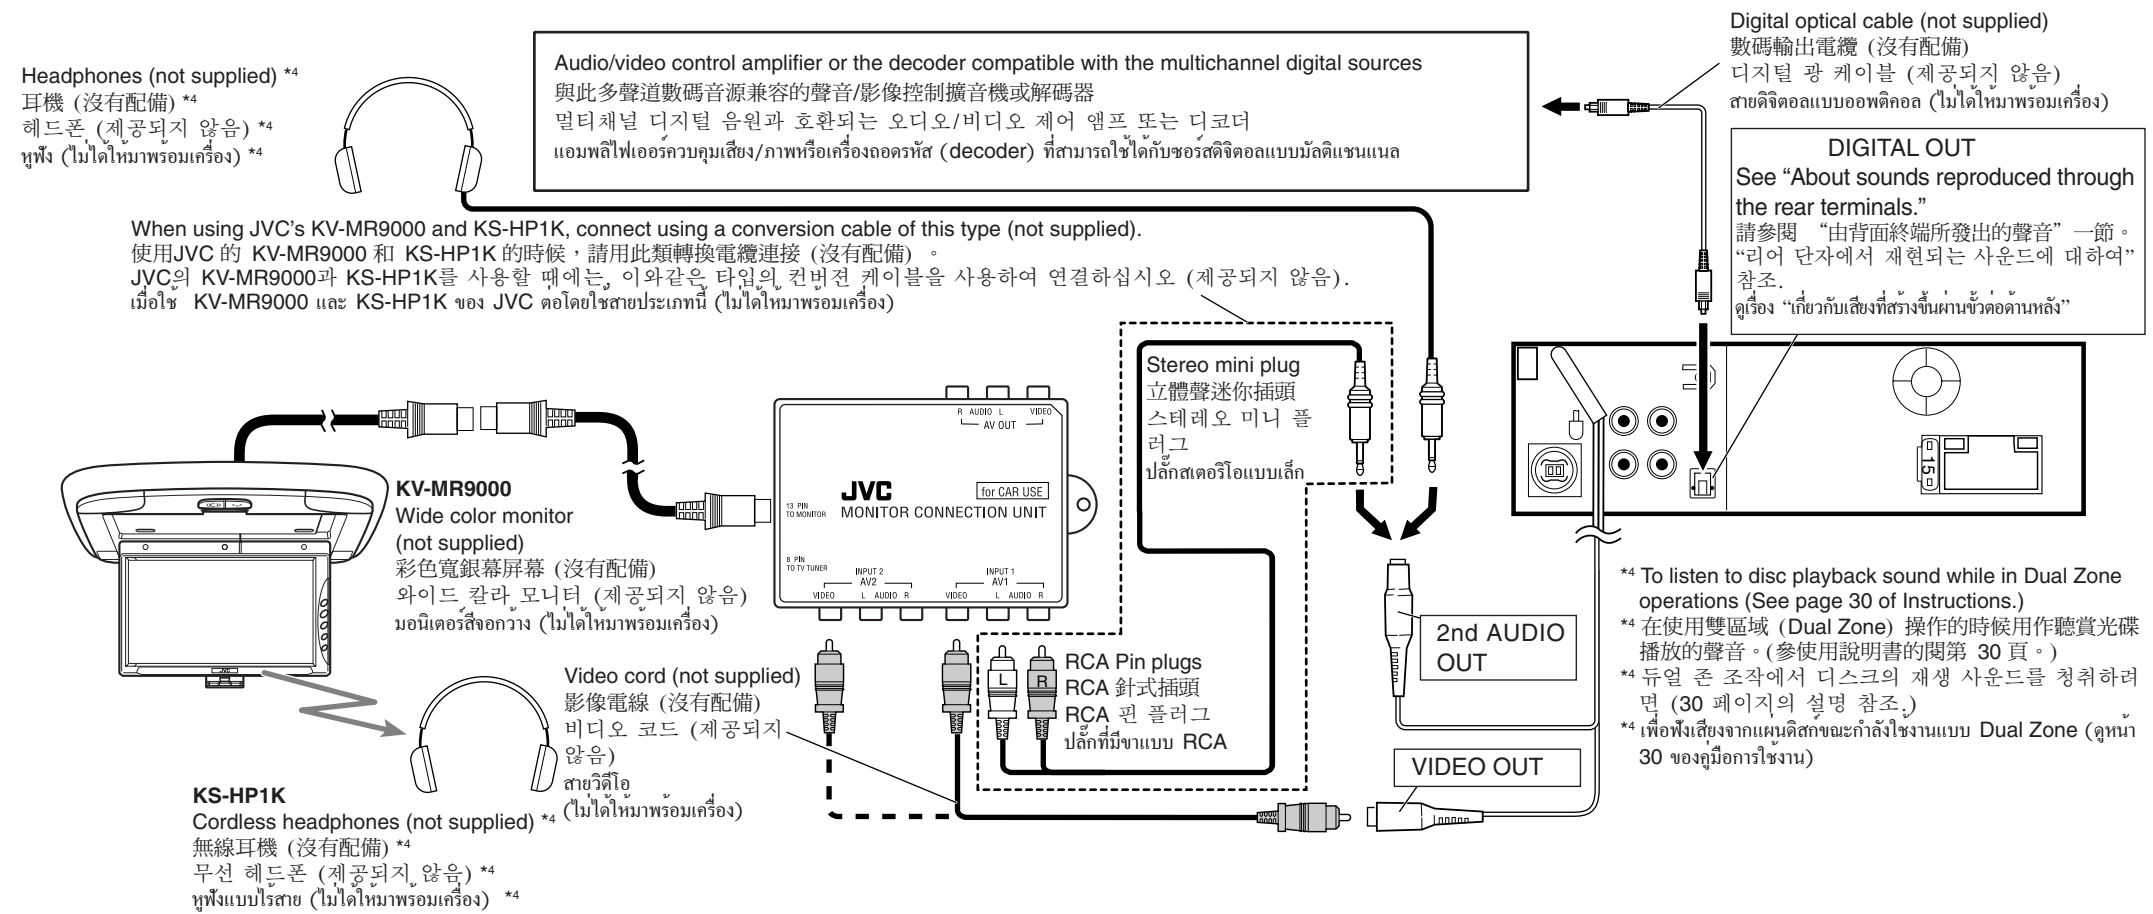 Headphones (not supplied) *4
耳機 (沒有配備) *4
헤드폰 (제공되지 않음) *4
หูฟัง (ไม่ได้ให้มาพร้อมเครื่อง) *4
Audio/video control amplifier or the decoder compatible with the multichannel digital sources
與此多聲道數碼音源兼容的聲音/影像控制擴音機或解碼器
멀티채널 디지털 음원과 호환되는 오디오/비디오 제어 앰프 또는 디코더
แอมพลิไฟเออร์ควบคุมเสียง/ภาพหรือเครื่องถอดรหัส (decoder) ที่สามารถใช้ได้กับซอร์สดิจิตอลแบบมัลติแชนแนล
Digital optical cable (not supplied)
數碼輸出電纜 (沒有配備)
디지털 광 케이블 (제공되지 않음)
สายดิจิตอลแบบออพติคอล (ไม่ได้ให้มาพร้อมเครื่อง)
DIGITAL OUT
See “About sounds reproduced through
the rear terminals.”
請參閱 “由背面終端所發出的聲音” 一節。
“리어 단자에서 재현되는 사운드에 대하여”
참조.
ดูเรื่อง “เกี่ยวกับเสียงที่สร้างขึ้นผ่านขั้วต่อด้านหลัง”
When using JVC’s KV-MR9000 and KS-HP1K, connect using a conversion cable of this type (not supplied).
使用JVC 的 KV-MR9000 和 KS-HP1K 的時候，請用此類轉換電纜連接 (沒有配備) 。
JVC의 KV-MR9000과 KS-HP1K를 사용할 때에는, 이와같은 타입의 컨버젼 케이블을 사용하여 연결하십시오 (제공되지 않음).
เมื่อใช้ KV-MR9000 และ KS-HP1K ของ JVC ต่อโดยใช้สายประเภทนี้ (ไม่ได้ให้มาพร้อมเครื่อง)
Stereo mini plug
立體聲迷你插頭
스테레오 미니 플
러그
ปลั๊กสเตอริโอแบบเล็ก
R AUDIO L VIDEO
AV OUT
JVC
for CAR USE
MONITOR CONNECTION UNIT
13 PIN
TO MONITOR
8 PIN
TO TV TUNER
INPUT 2
AV2
VIDEO L AUDIO R
INPUT 1
AV1
VIDEO L AUDIO R
15
KV-MR9000
Wide color monitor
(not supplied)
彩色寬銀幕屏幕 (沒有配備)
와이드 칼라 모니터 (제공되지 않음)
มอนิเตอร์สีจอกว้าง (ไม่ได้ให้มาพร้อมเครื่อง)
JVC
Video cord (not supplied)
影像電線 (沒有配備)
비디오 코드 (제공되지
않음)
สายวิดีโอ
(ไม่ได้ให้มาพร้อมเครื่อง)
L
R
RCA Pin plugs
RCA 針式插頭
RCA 핀 플러그
ปลั๊กที่มีขาแบบ RCA
2nd AUDIO
OUT
VIDEO OUT
*4 To listen to disc playback sound while in Dual Zone
operations (See page 30 of Instructions.)
*4 在使用雙區域 (Dual Zone) 操作的時候用作聽賞光碟
播放的聲音。(參使用說明書的閱第 30 頁。)
*4 듀얼 존 조작에서 디스크의 재생 사운드를 청취하려
면 (30 페이지의 설명 참조.)
*4 เพื่อฟังเสียงจากแผ่นดิสก์ขณะกำลังใช้งานแบบ Dual Zone (ดูหน้า
30 ของคู่มือการใช้งาน)
KS-HP1K
Cordless headphones (not supplied) *4
無線耳機 (沒有配備) *4
무선 헤드폰 (제공되지 않음) *4
หูฟังแบบไร้สาย (ไม่ได้ให้มาพร้อมเครื่อง) *4